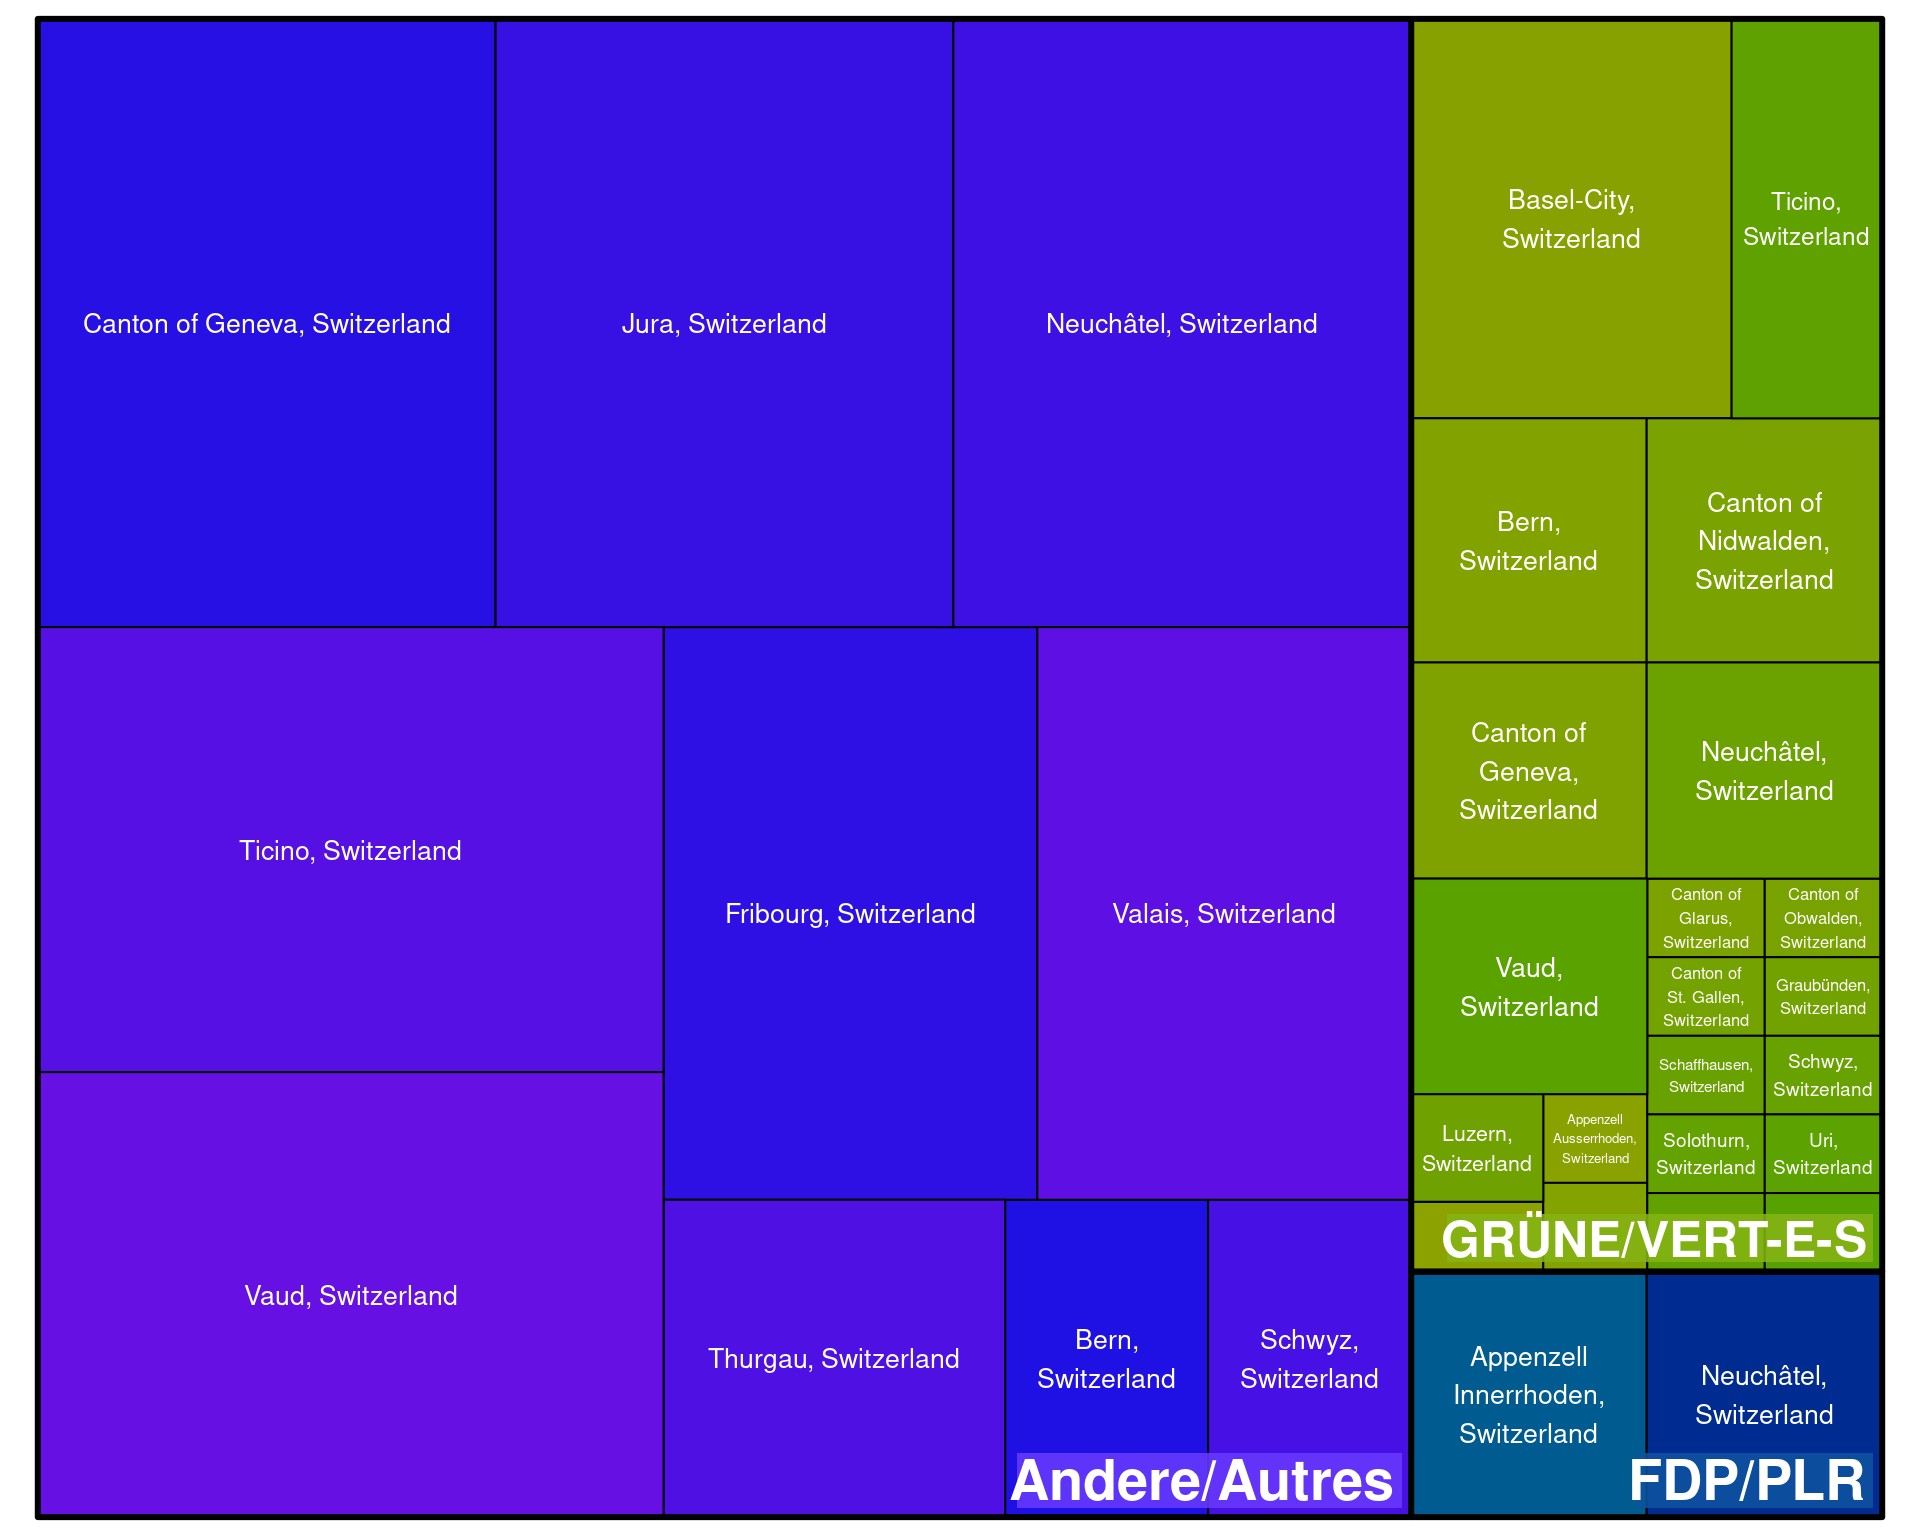 Canton of Geneva, Switzerland
Jura, Switzerland
Neuchâtel, Switzerland
Ticino, Switzerland
Vaud, Switzerland
Fribourg, Switzerland
Valais, Switzerland
Thurgau, Switzerland
Bern,
Switzerland
Schwyz,
Switzerland
Andere/Autres
Basel-City,
Switzerland
Ticino,
Switzerland
Bern,
Switzerland
Canton of
Nidwalden,
Switzerland
Canton of
Geneva,
Switzerland
Neuchâtel,
Switzerland
Vaud,
Switzerland
Canton of
Glarus,
Switzerland
Canton of
Obwalden,
Switzerland
Canton of
St. Gallen,
Switzerland
Graubünden,
Switzerland
Schaffhausen,
Switzerland
Schwyz,
Switzerland
Luzern,
Switzerland
Appenzell
Ausserrhoden,
Switzerland
Solothurn,
Switzerland
Uri,
Switzerland
GRÜNE/VERT-E-S
Appenzell
Innerrhoden,
Switzerland
Neuchâtel,
Switzerland
FDP/PLR